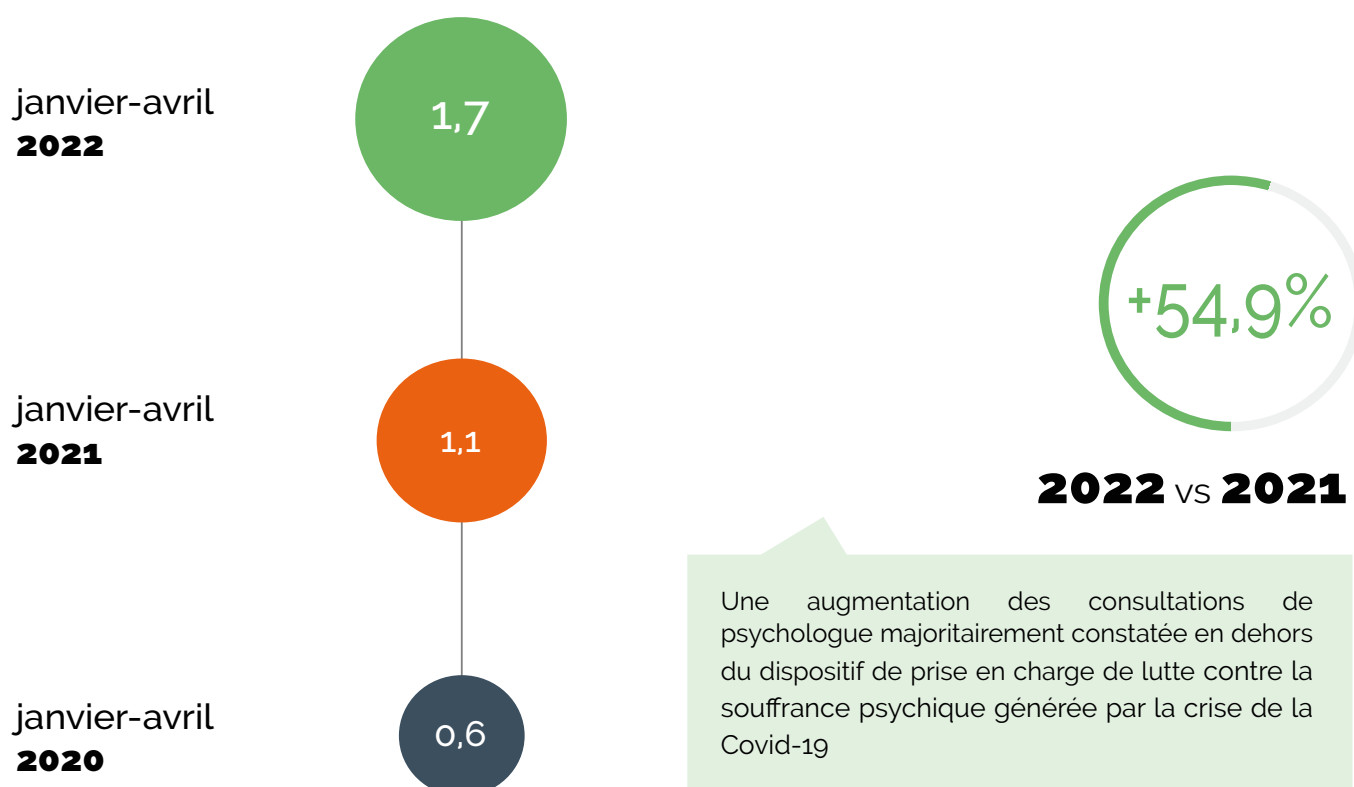 janvier-avril
2022
1,7
+54,9%
janvier-avril
2021
1,1
2022 vs 2021
Une augmentation des consultations de
psychologue majoritairement constatée en dehors
du dispositif de prise en charge de lutte contre la
souffrance psychique générée par la crise de la
Covid-19
janvier-avril
2020
0,6